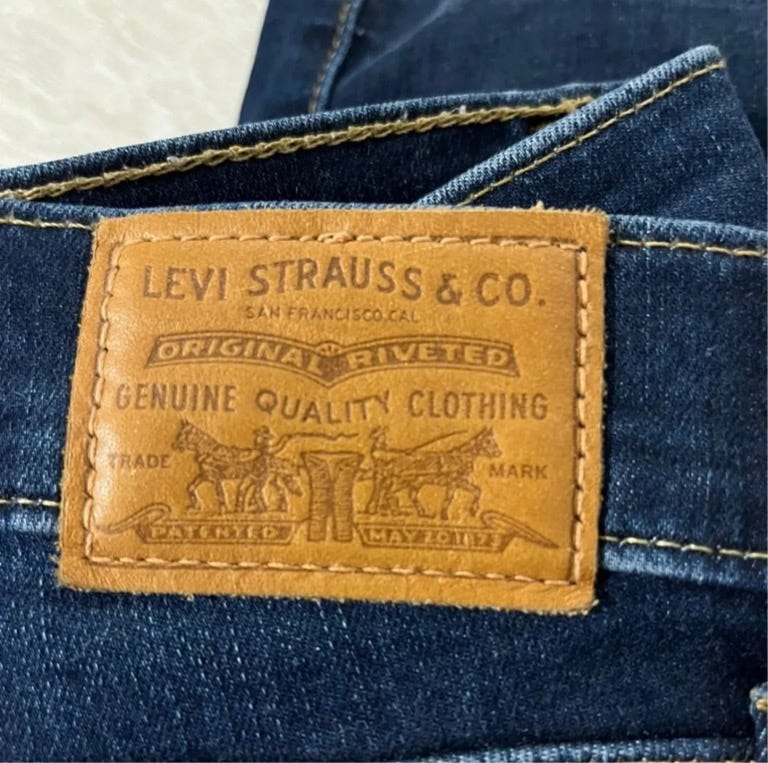 LEVI STRAUSS & CO.
SAN FRANCISCO.CAL
ORIGINAL RIVETED
GENUINE QUALITY CLOTHING
TRADE MARK
PATENTED MAY 20 1873